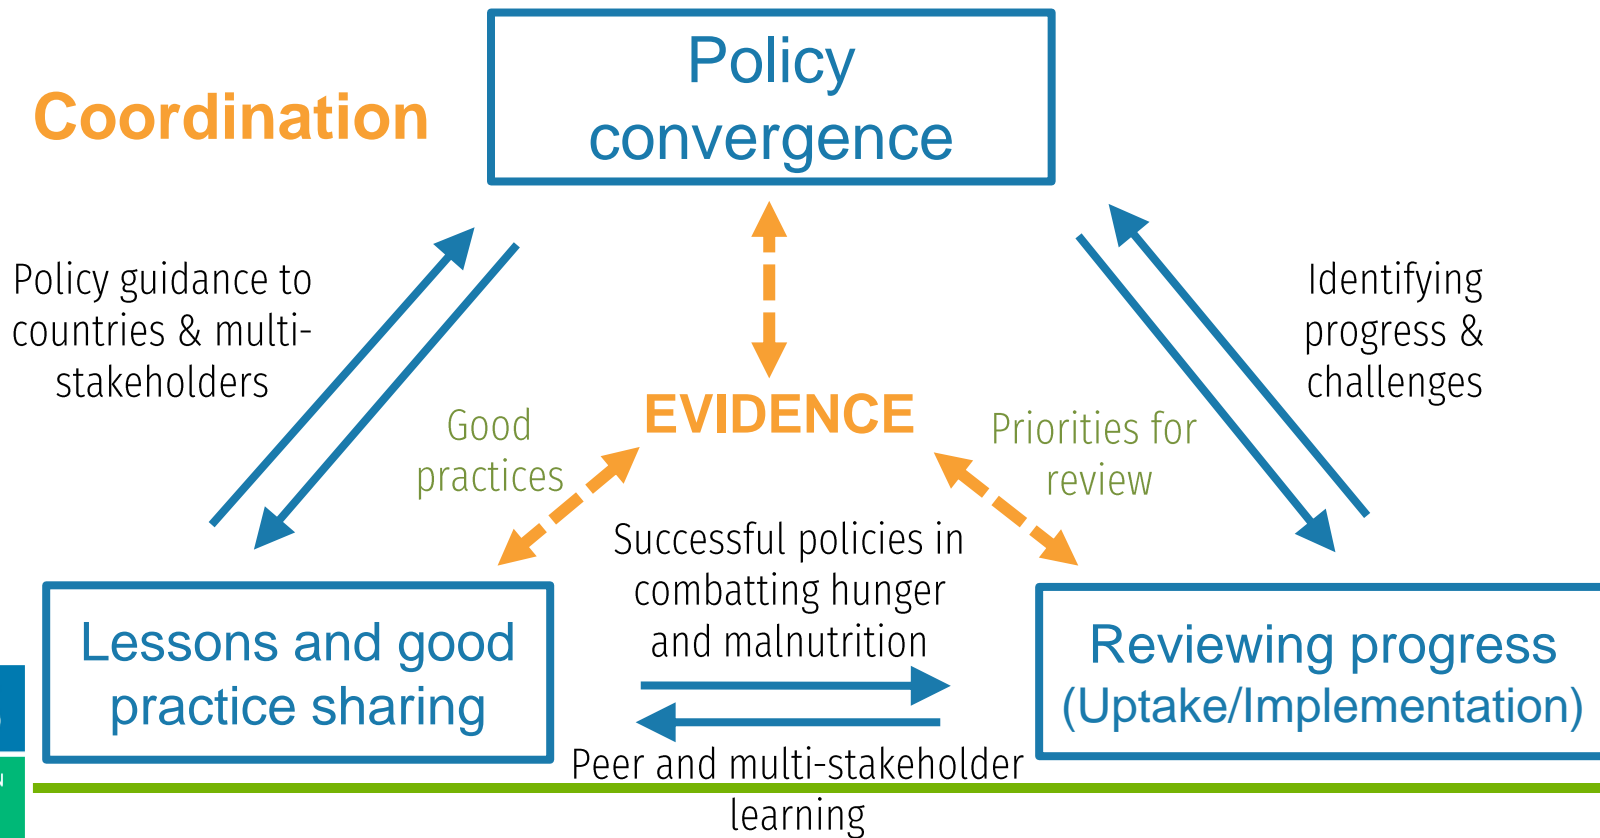 Policy
convergence
Coordination
Policy guidance to
countries & multi-
stakeholders
Identifying
progress &
challenges
EVIDENCE
Good
practices
Priorities for
review
Successful policies in
combatting hunger
and malnutrition
Lessons and good
practice sharing
Reviewing progress
(Uptake/Implementation)
Peer and multi-stakeholder
learning